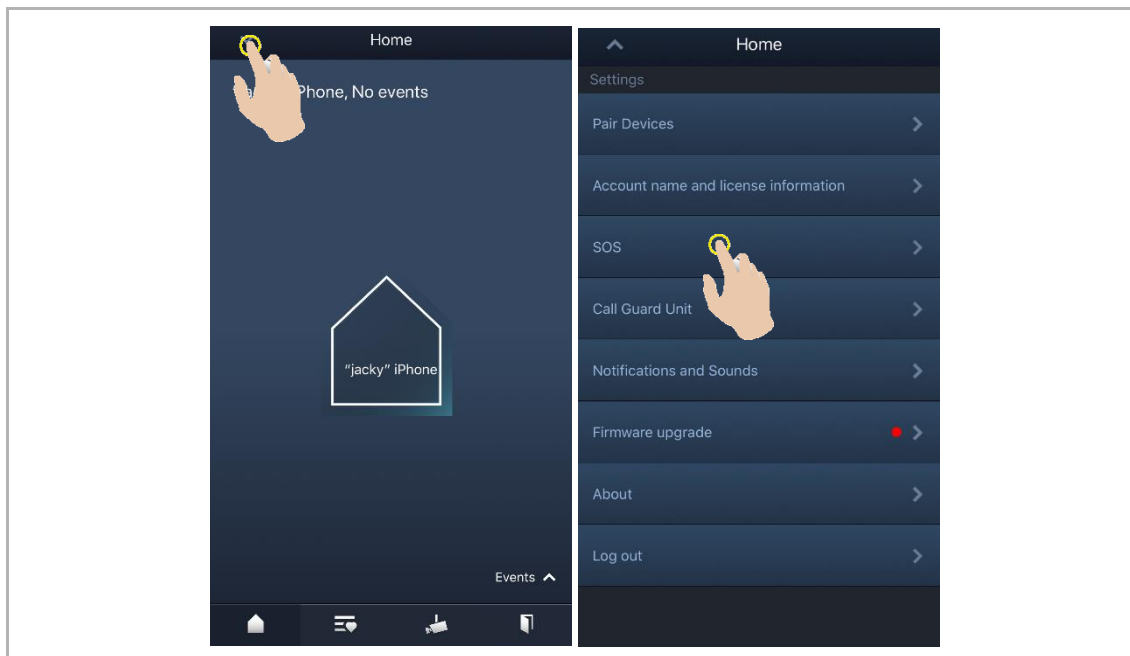 Home
Phone, No events
"jacky" iPhone
Events
Home
Settings
Pair Devices
Account name and license information
SOS
Call Guard Unit
Notifications and Sounds
Firmware upgrade
About
Log out